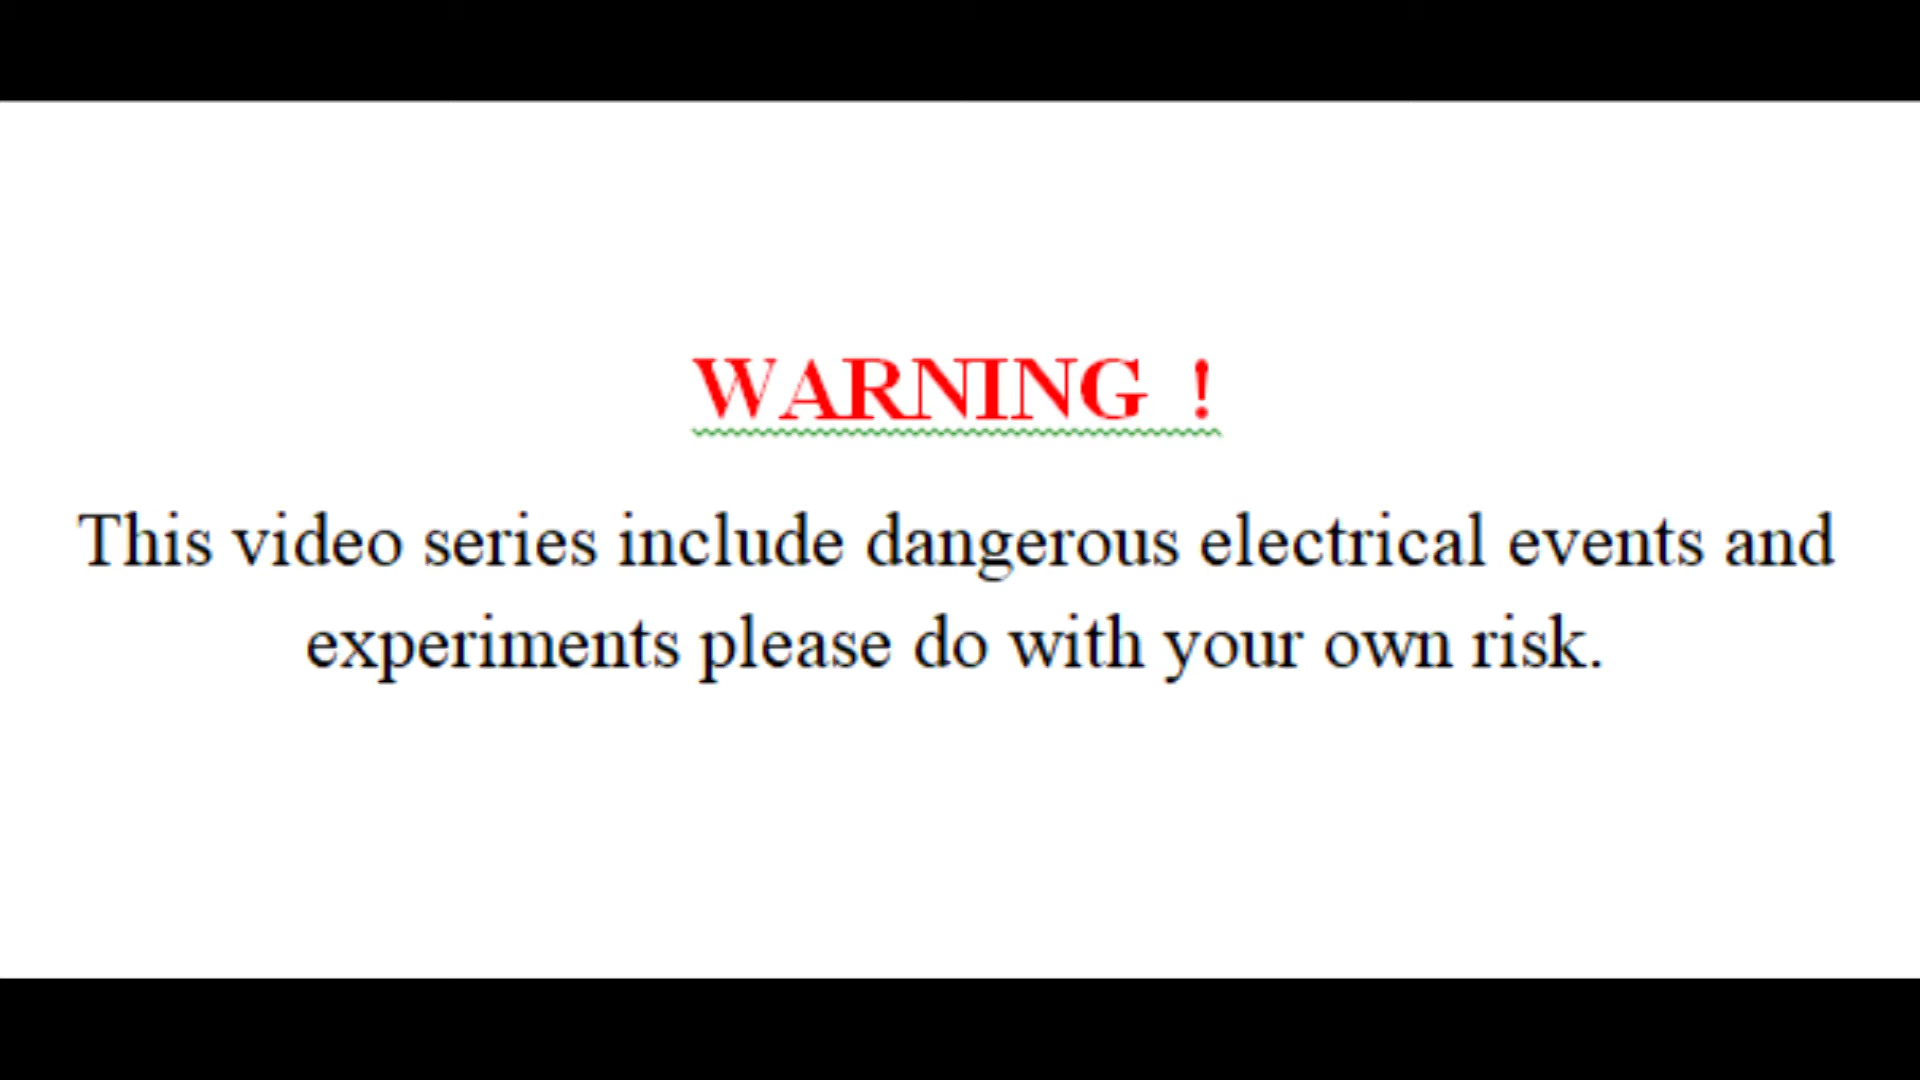 WARNING !
This video series include dangerous electrical events and
experiments please do with your own risk.